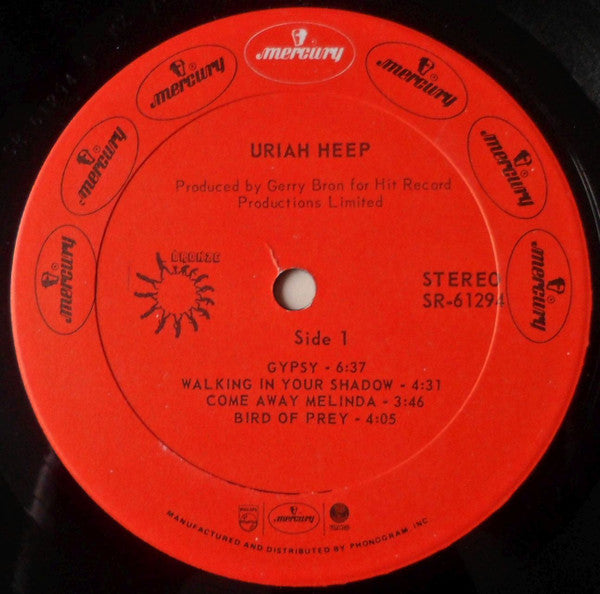 mercury
mercury
mercury
mercury
mercury
mercury
mercury
URIAH HEEP
Produced by Gerry Bron for Hit Record
Productions Limited
BRONZE
STEREO
SR-61294
Side 1
GYPSY - 6:37
WALKING IN YOUR SHADOW - 4:31
COME AWAY MELINDA - 3:46
BIRD OF PREY - 4:05
PHILIPS
mercury
MANUFACTURED AND DISTRIBUTED BY PHONOGRAM, INC.